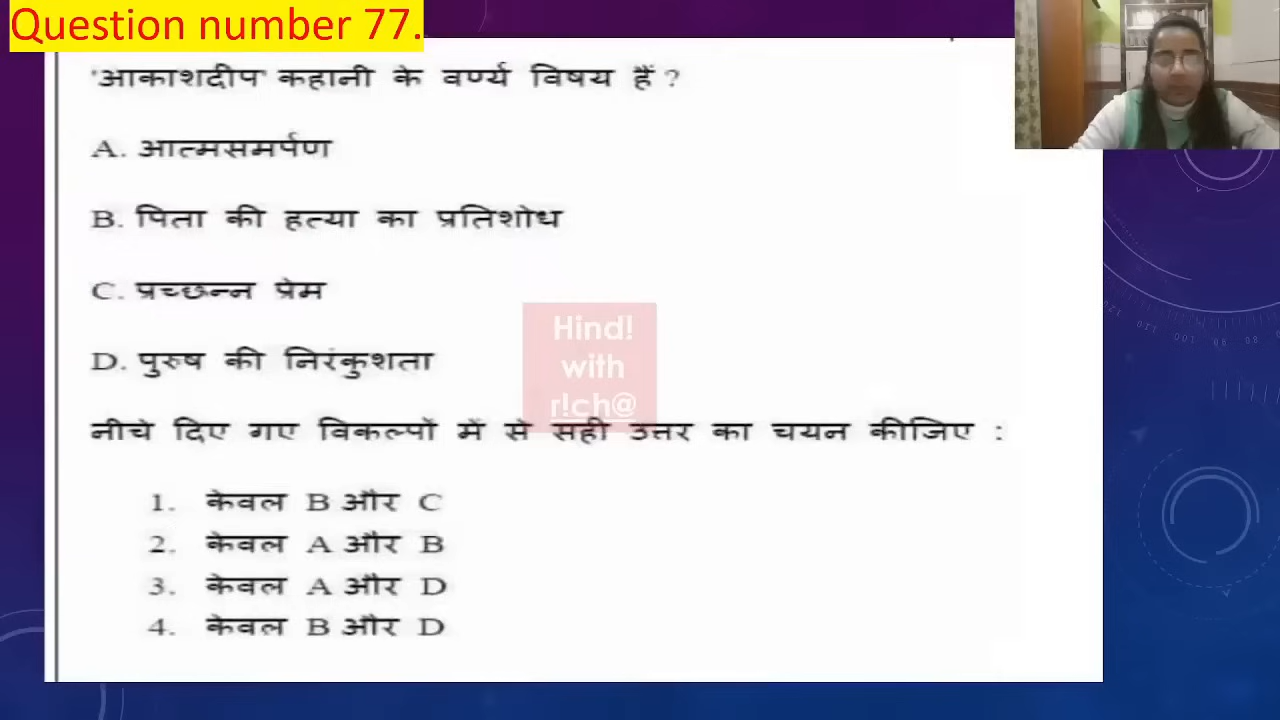 Question number 77.
'आकाशदीप' कहानी के वर्ण्य विषय हैं ?
A. आत्मसमर्पण
B. पिता की हत्या का प्रतिशोध
C. प्रच्छन्न प्रेम
D. पुरुष की निरंकुशता
Hind!
with
r!ch@
नीचे दिए गए विकल्पों में से सही उत्तर का चयन कीजिए :
1. केवल B और C
2. केवल A और B
3. केवल A और D
4. केवल B और D